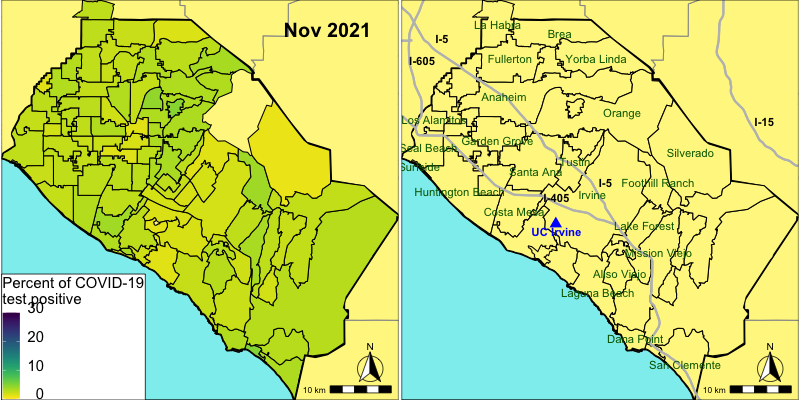 Nov 2021
Percent of COVID-19
test positive
30
20
10
0
N
10 km
La Habra
Brea
I-5
I-605
Fullerton
Yorba Linda
Anaheim
Orange
Los Alamitos
I-15
Garden Grove
Seal Beach
Silverado
Tustin
Sunside
Santa Ana
I-5
Foothill Ranch
Huntington Beach
I-405
Irvine
Costa Mesa
UC Irvine
Lake Forest
Mission Viejo
Aliso Viejo
Laguna Beach
Dana Point
San Clemente
N
10 km